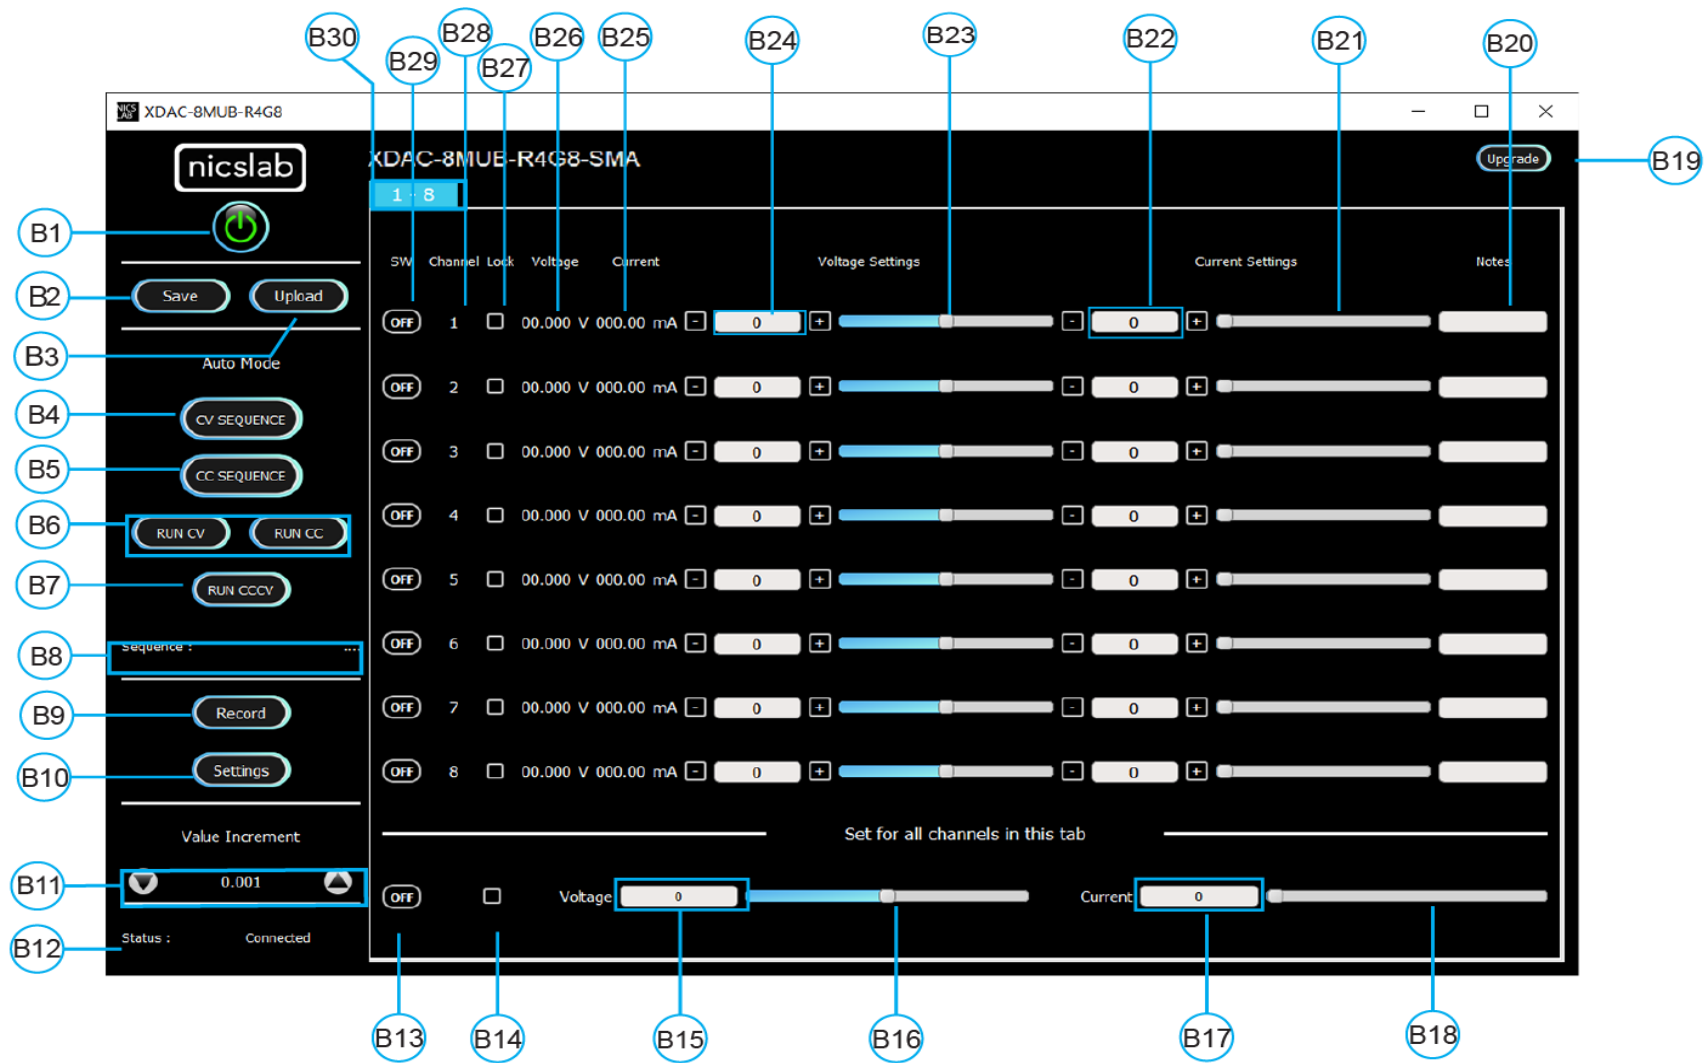 B30 B29 B28 B27 B26 B25 B24 B23 B22 B21 B20
NICS LAB XDAC-8MUB-R4G8
nicslab
XDAC-8MUB-R4G8-SMA
Upgrade
B19
1 - 8
B1
SW Channel Lock Voltage Current Voltage Settings Current Settings Notes
B2 Save Upload
OFF 1 00.000 V 000.00 mA - 0 + - 0 +
B3
Auto Mode
OFF 2 00.000 V 000.00 mA - 0 + - 0 +
B4 CV SEQUENCE
OFF 3 00.000 V 000.00 mA - 0 + - 0 +
B5 CC SEQUENCE
OFF 4 00.000 V 000.00 mA - 0 + - 0 +
B6 RUN CV RUN CC
OFF 5 00.000 V 000.00 mA - 0 + - 0 +
B7 RUN CCCV
OFF 6 00.000 V 000.00 mA - 0 + - 0 +
B8 Sequence : ....
OFF 7 00.000 V 000.00 mA - 0 + - 0 +
B9 Record
OFF 8 00.000 V 000.00 mA - 0 + - 0 +
B10 Settings
Value Increment
Set for all channels in this tab
B11 0.001
OFF Voltage 0 Current 0
B12 Status : Connected
B13 B14 B15 B16 B17 B18